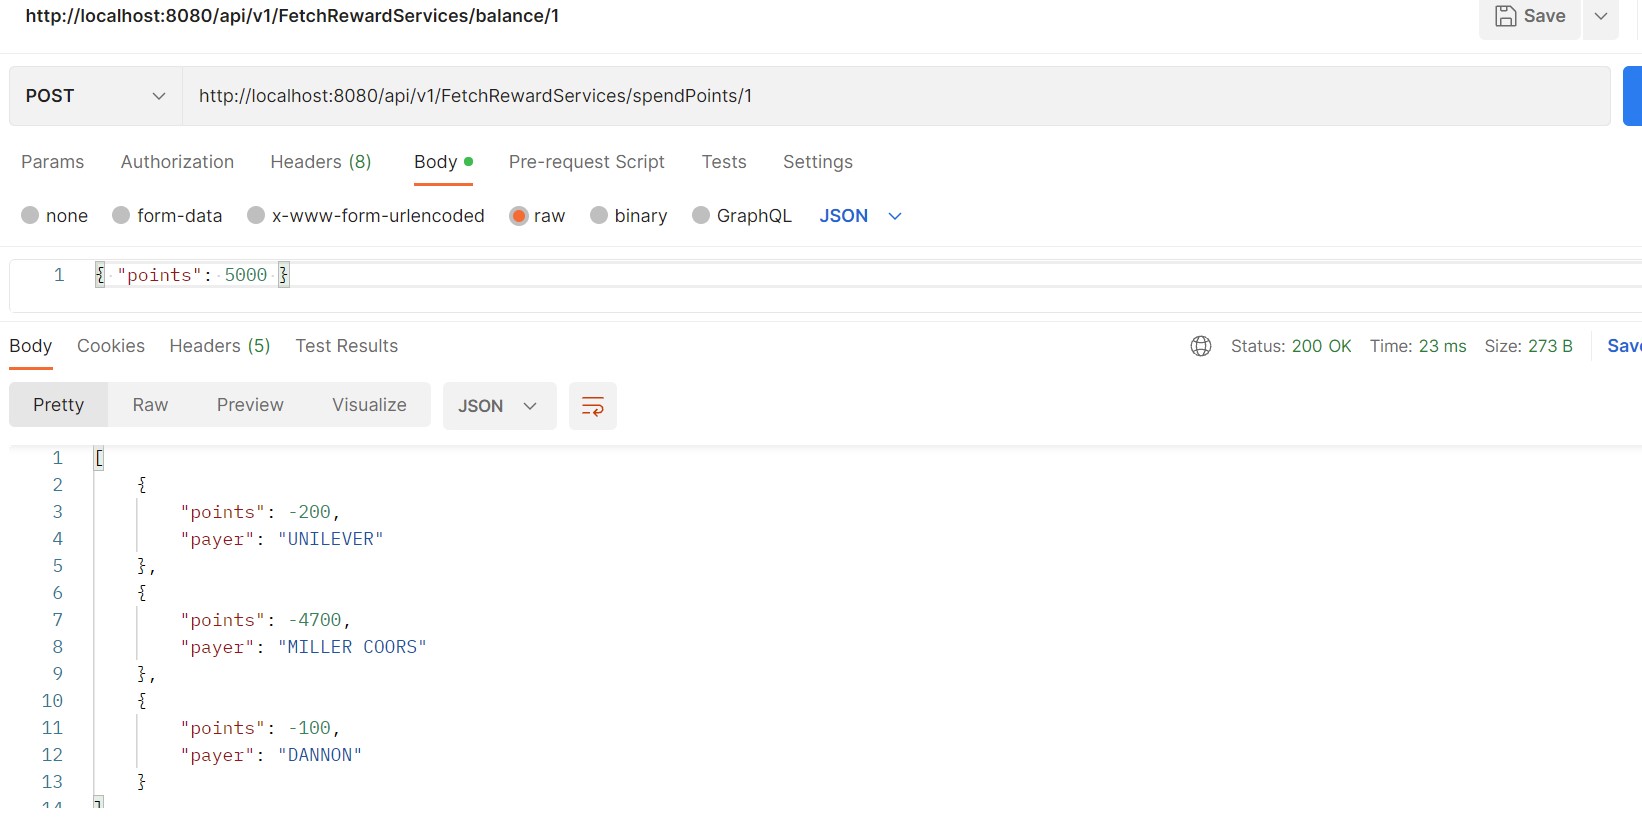 http://localhost:8080/api/v1/FetchRewardServices/balance/1
Save
POST
http://localhost:8080/api/v1/FetchRewardServices/spendPoints/1
Params Authorization Headers (8) Body Pre-request Script Tests Settings
none form-data x-www-form-urlencoded raw binary GraphQL JSON
1 { "points": 5000 }
Body Cookies Headers (5) Test Results
Status: 200 OK Time: 23 ms Size: 273 B Save
Pretty Raw Preview Visualize JSON
1 [
2 {
3 "points": -200,
4 "payer": "UNILEVER"
5 },
6 {
7 "points": -4700,
8 "payer": "MILLER COORS"
9 },
10 {
11 "points": -100,
12 "payer": "DANNON"
13 }
14 ]